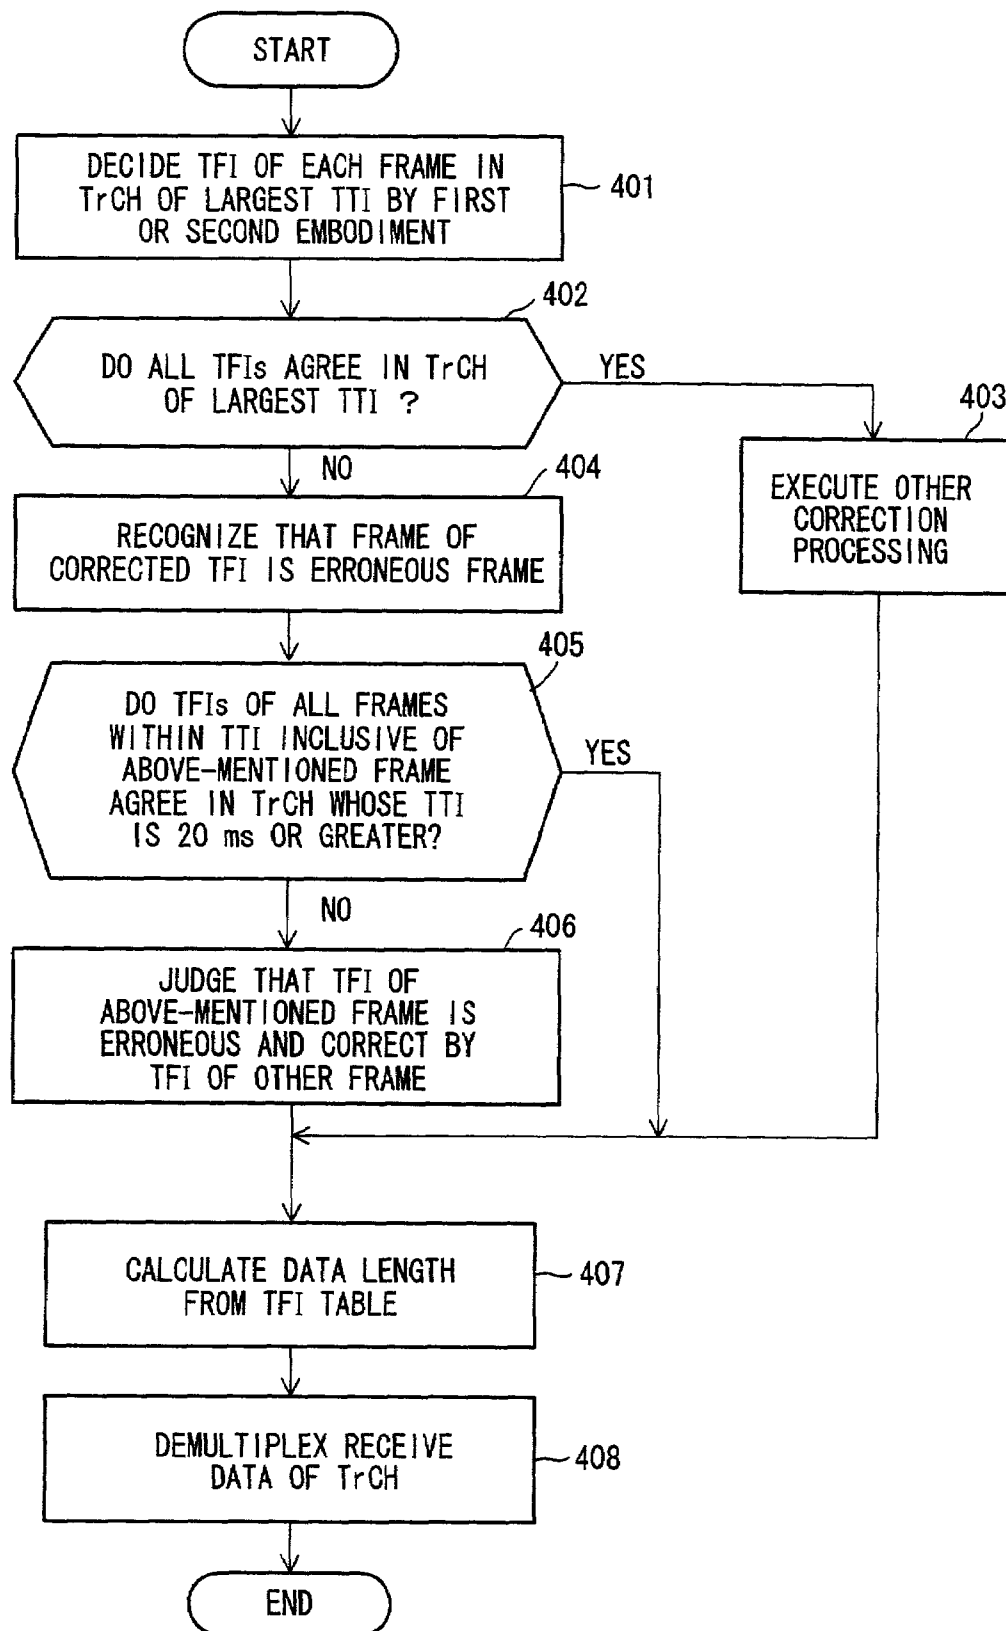 START
DECIDE TFI OF EACH FRAME IN
TrCH OF LARGEST TTI BY FIRST
OR SECOND EMBODIMENT
401
402
DO ALL TFIs AGREE IN TrCH
OF LARGEST TTI ?
YES
403
EXECUTE OTHER
CORRECTION
PROCESSING
NO
404
RECOGNIZE THAT FRAME OF
CORRECTED TFI IS ERRONEOUS FRAME
405
DO TFIs OF ALL FRAMES
WITHIN TTI INCLUSIVE OF
ABOVE-MENTIONED FRAME
AGREE IN TrCH WHOSE TTI
IS 20 ms OR GREATER?
YES
NO
406
JUDGE THAT TFI OF
ABOVE-MENTIONED FRAME IS
ERRONEOUS AND CORRECT BY
TFI OF OTHER FRAME
CALCULATE DATA LENGTH
FROM TFI TABLE
407
DEMULTIPLEX RECEIVE
DATA OF TrCH
408
END